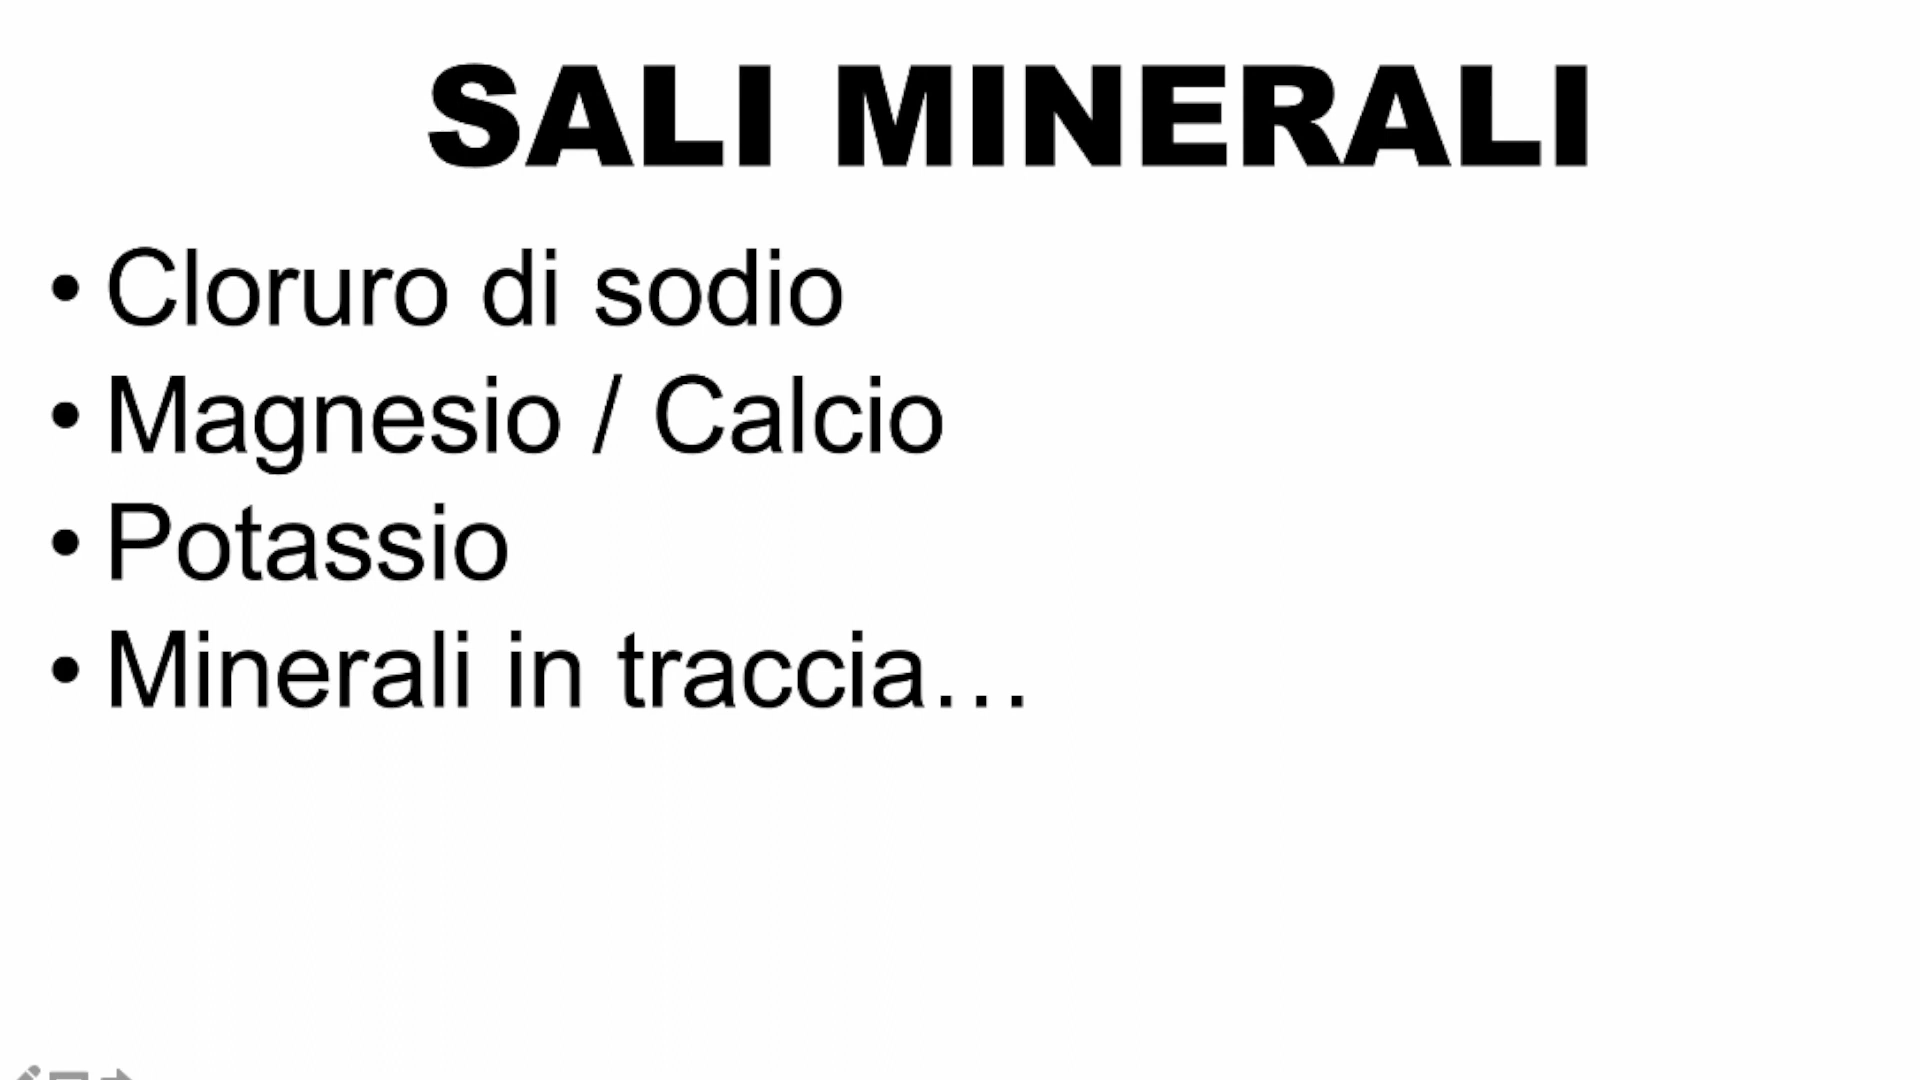 SALI MINERALI
• Cloruro di sodio
• Magnesio / Calcio
• Potassio
• Minerali in traccia…